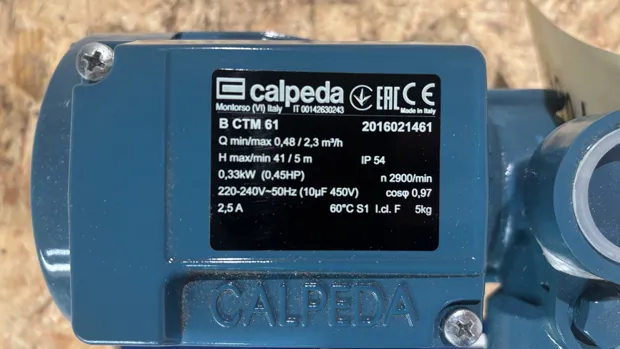 calpeda EAC CE
Montorso (VI) Italy IT 00142630243 Made in Italy
B CTM 61 2016021461
Q min/max 0,48 / 2,3 m³/h
H max/min 41 / 5 m IP 54
0,33kW (0,45HP) n 2900/min
220-240V~50Hz (10µF 450V) cosφ 0,97
2,5 A 60°C S1 I.cl. F 5kg
CALPEDA